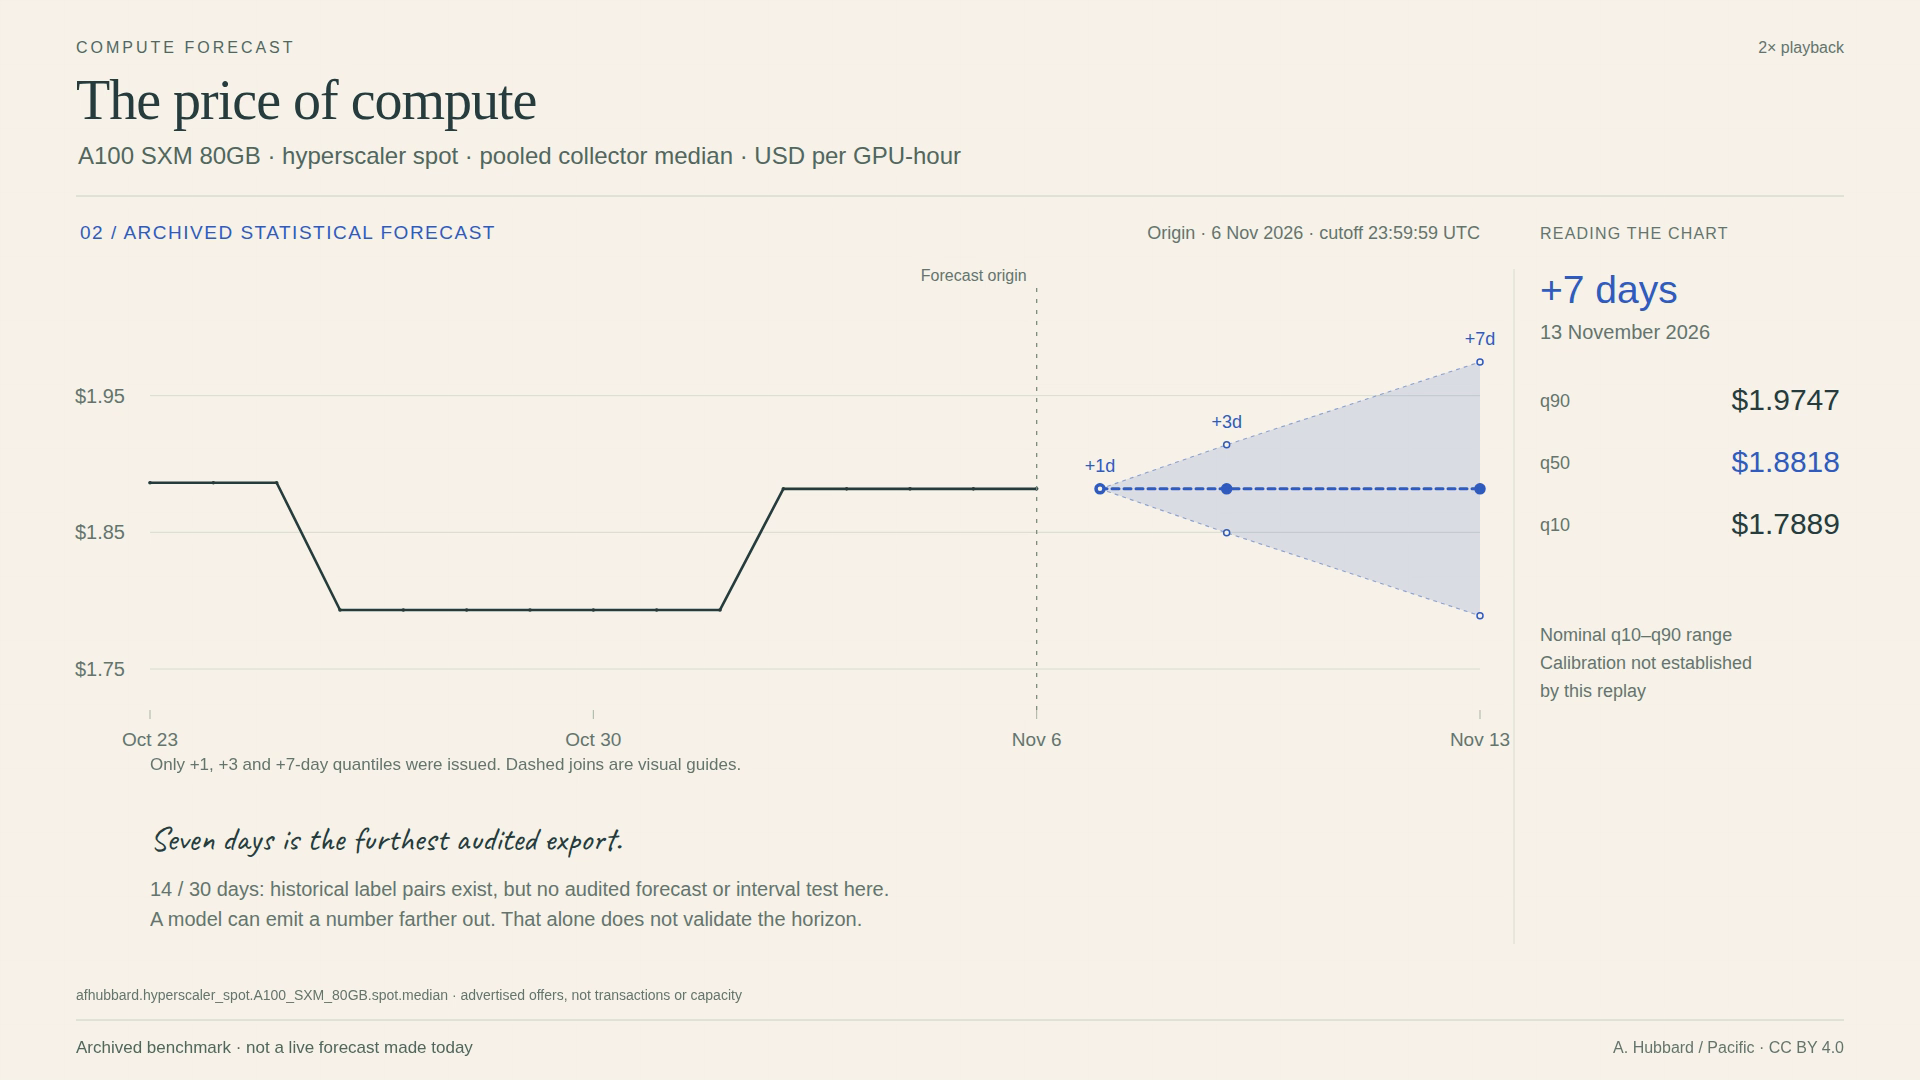 COMPUTE FORECAST
2× playback
The price of compute
A100 SXM 80GB · hyperscaler spot · pooled collector median · USD per GPU-hour
02 / ARCHIVED STATISTICAL FORECAST
Origin · 6 Nov 2026 · cutoff 23:59:59 UTC
Forecast origin
+7d
+3d
+1d
$1.95
$1.85
$1.75
Oct 23
Oct 30
Nov 6
Nov 13
Only +1, +3 and +7-day quantiles were issued. Dashed joins are visual guides.
READING THE CHART
+7 days
13 November 2026
q90 $1.9747
q50 $1.8818
q10 $1.7889
Nominal q10–q90 range
Calibration not established
by this replay
Seven days is the furthest audited export.
14 / 30 days: historical label pairs exist, but no audited forecast or interval test here.
A model can emit a number farther out. That alone does not validate the horizon.
afhubbard.hyperscaler_spot.A100_SXM_80GB.spot.median · advertised offers, not transactions or capacity
Archived benchmark · not a live forecast made today
A. Hubbard / Pacific · CC BY 4.0